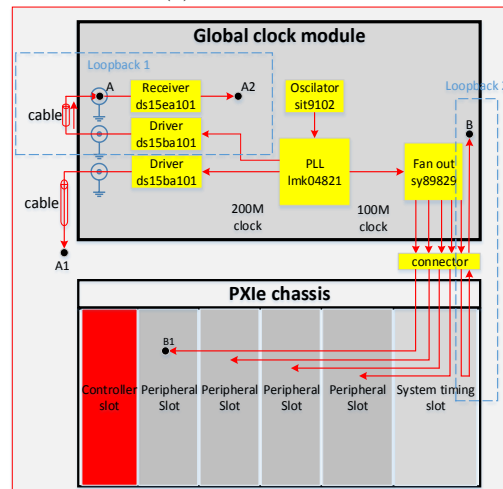 Global clock module
Loopback 1
A
Receiver
ds15ea101
A2
Oscilator
sit9102
Loopback
B
cable
Driver
ds15ba101
Driver
ds15ba101
PLL
lmk04821
Fan out
sy89829
cable
200M
clock
100M
clock
A1
connector
PXIe chassis
B1
Controller
slot
Peripheral
Slot
Peripheral
Slot
Peripheral
Slot
Peripheral
Slot
System timing
slot